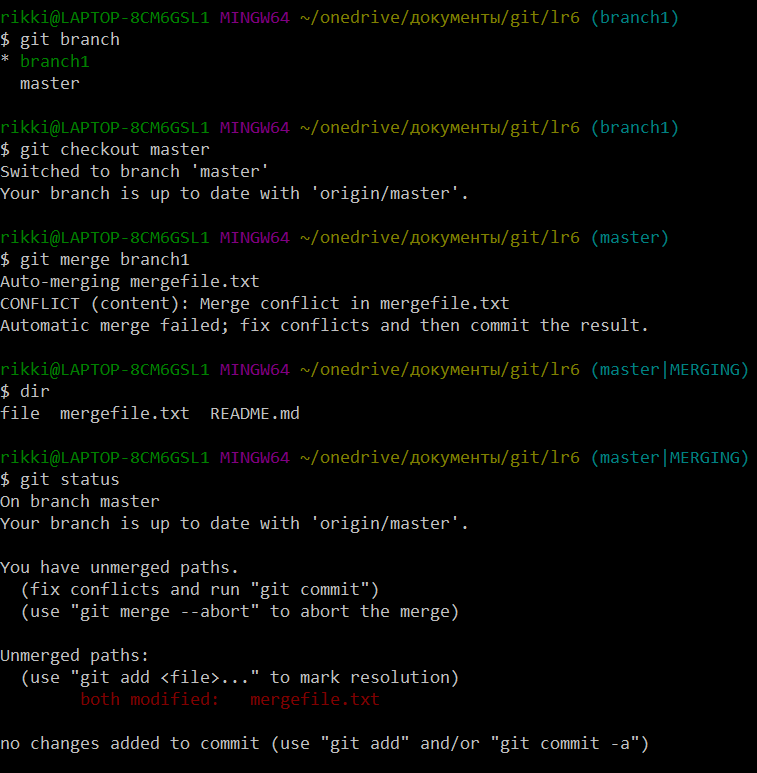 rikki@LAPTOP-8CM6GSL1 MINGW64 ~/onedrive/документы/git/lr6 (branch1)
$ git branch
* branch1
  master
rikki@LAPTOP-8CM6GSL1 MINGW64 ~/onedrive/документы/git/lr6 (branch1)
$ git checkout master
Switched to branch 'master'
Your branch is up to date with 'origin/master'.
rikki@LAPTOP-8CM6GSL1 MINGW64 ~/onedrive/документы/git/lr6 (master)
$ git merge branch1
Auto-merging mergefile.txt
CONFLICT (content): Merge conflict in mergefile.txt
Automatic merge failed; fix conflicts and then commit the result.
rikki@LAPTOP-8CM6GSL1 MINGW64 ~/onedrive/документы/git/lr6 (master|MERGING)
$ dir
file  mergefile.txt  README.md
rikki@LAPTOP-8CM6GSL1 MINGW64 ~/onedrive/документы/git/lr6 (master|MERGING)
$ git status
On branch master
Your branch is up to date with 'origin/master'.
You have unmerged paths.
  (fix conflicts and run "git commit")
  (use "git merge --abort" to abort the merge)
Unmerged paths:
  (use "git add <file>..." to mark resolution)
        both modified:   mergefile.txt
no changes added to commit (use "git add" and/or "git commit -a")